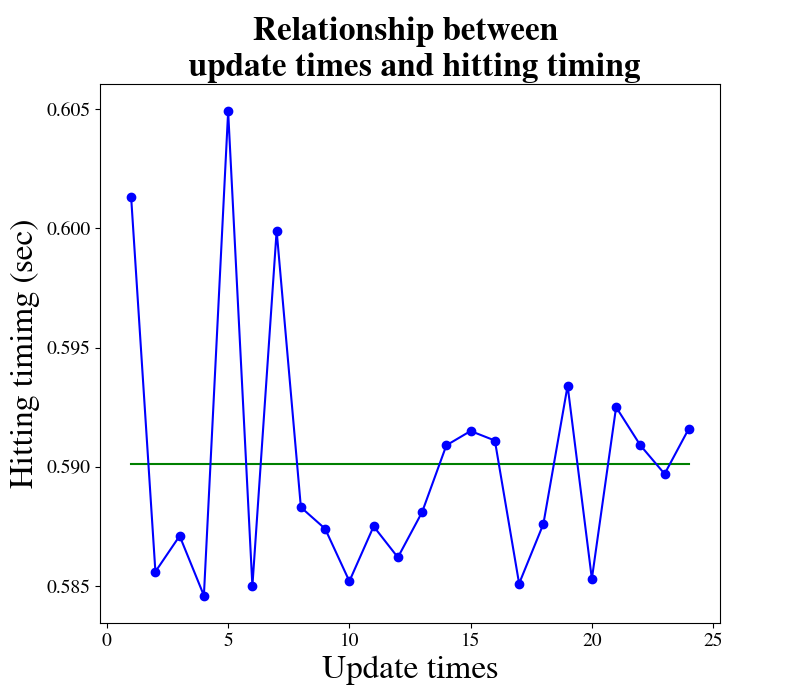 Relationship between
update times and hitting timing
Hitting timimg (sec)
0.605
0.600
0.595
0.590
0.585
0
5
10
15
20
25
Update times